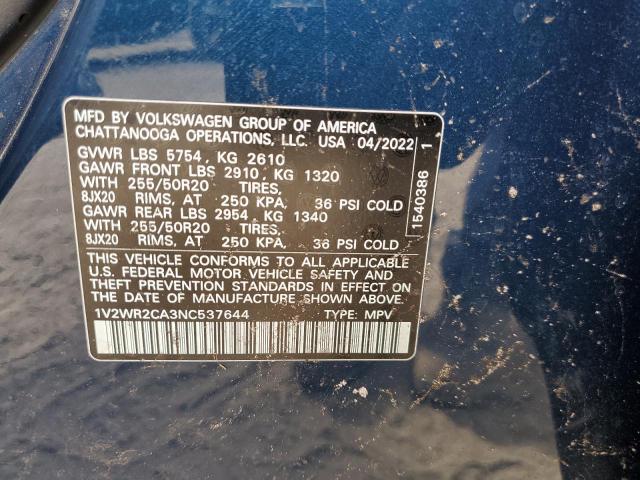 MFD BY VOLKSWAGEN GROUP OF AMERICA
CHATTANOOGA OPERATIONS, LLC. USA 04/2022
GVWR LBS 5754, KG 2610
GAWR FRONT LBS 2910, KG 1320
WITH 255/50R20 TIRES,
8JX20 RIMS, AT 250 KPA, 36 PSI COLD
GAWR REAR LBS 2954, KG 1340
WITH 255/50R20 TIRES,
8JX20 RIMS, AT 250 KPA, 36 PSI COLD
THIS VEHICLE CONFORMS TO ALL APPLICABLE
U.S. FEDERAL MOTOR VEHICLE SAFETY AND
THEFT PREVENTION STANDARDS IN EFFECT ON
THE DATE OF MANUFACTURE SHOWN ABOVE.
1V2WR2CA3NC537644 TYPE: MPV
1540386 1